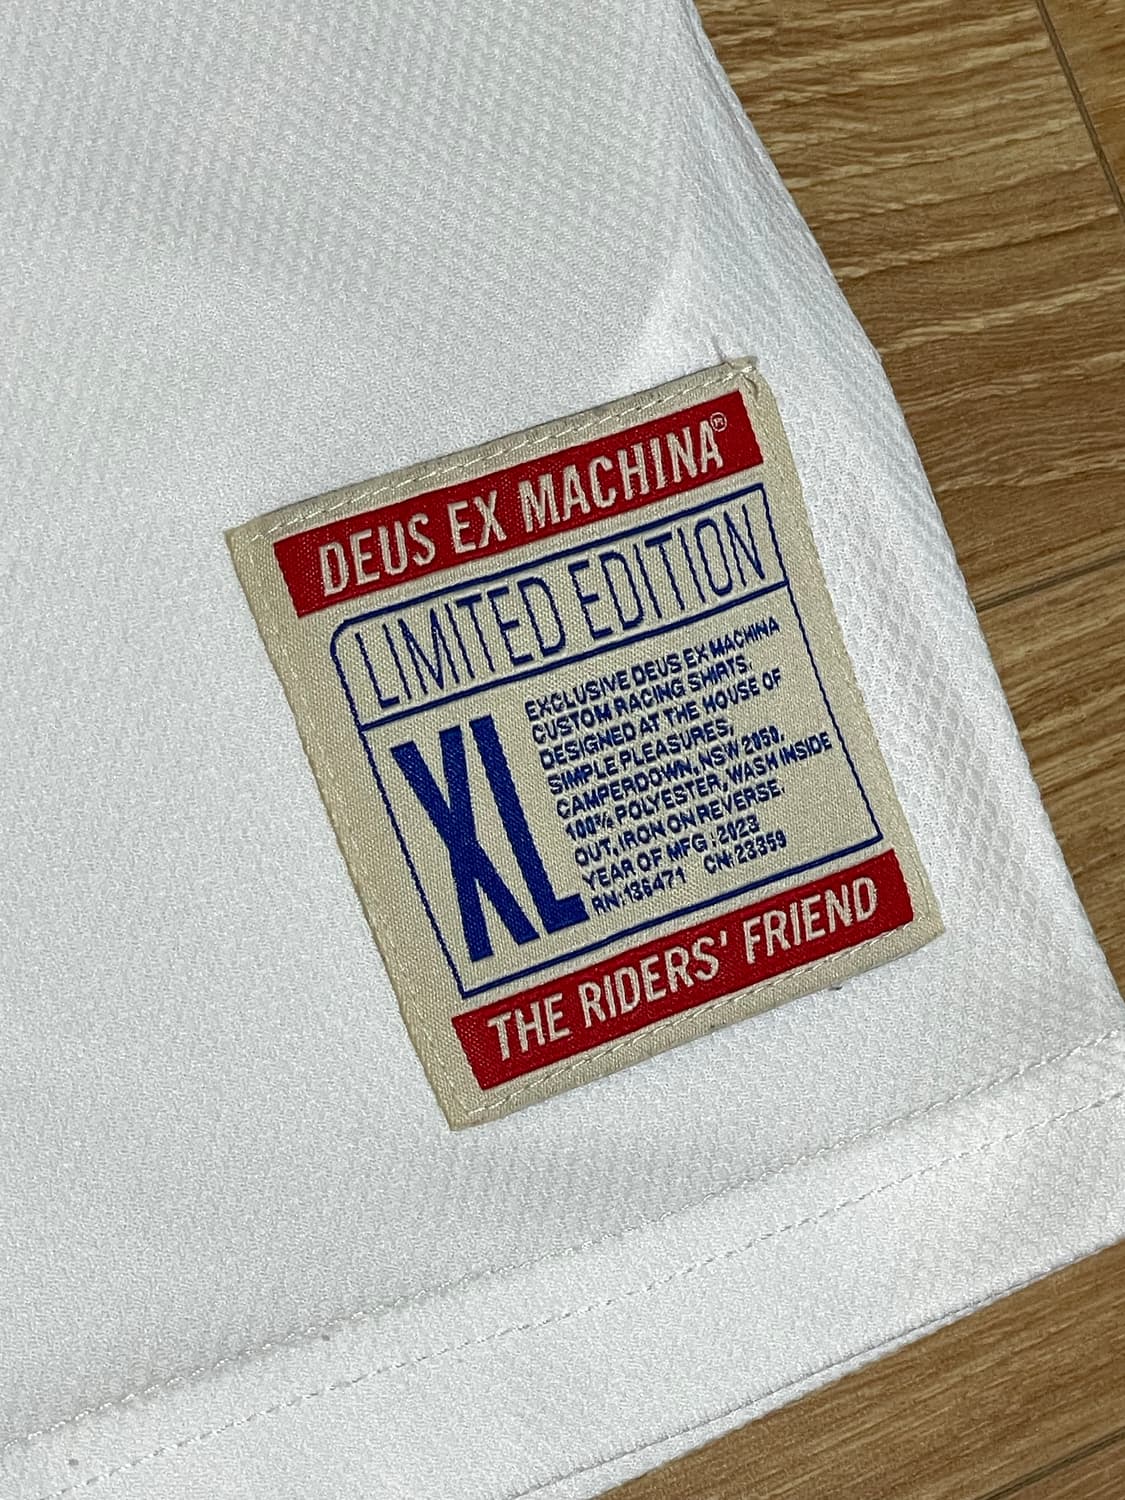 DEUS EX MACHINA®
LIMITED EDITION
XL
EXCLUSIVE DEUS EX MACHINA
CUSTOM RACING SHIRTS.
DESIGNED AT THE HOUSE OF
SIMPLE PLEASURES,
CAMPERDOWN, NSW 2050.
100% POLYESTER, WASH INSIDE
OUT, IRON ON REVERSE.
YEAR OF MFG : 2023
RN: 136471 CN: 23359
THE RIDERS' FRIEND